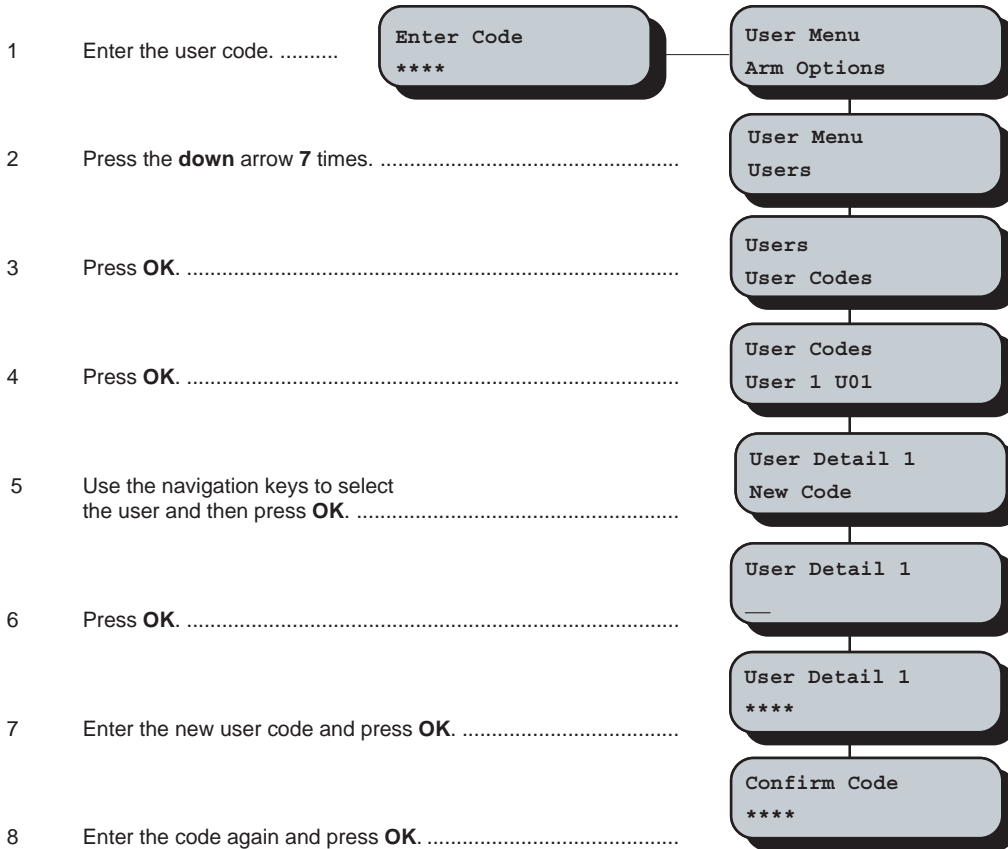 1 Enter the user code. ..........
Enter Code
****
User Menu
Arm Options
2 Press the down arrow 7 times. ....................................................
User Menu
Users
3 Press OK. .....................................................................................
Users
User Codes
4 Press OK. .....................................................................................
User Codes
User 1 U01
5 Use the navigation keys to select
the user and then press OK. ........................................................
User Detail 1
New Code
6 Press OK. .....................................................................................
User Detail 1
__
7 Enter the new user code and press OK. ......................................
User Detail 1
****
8 Enter the code again and press OK. ............................................
Confirm Code
****